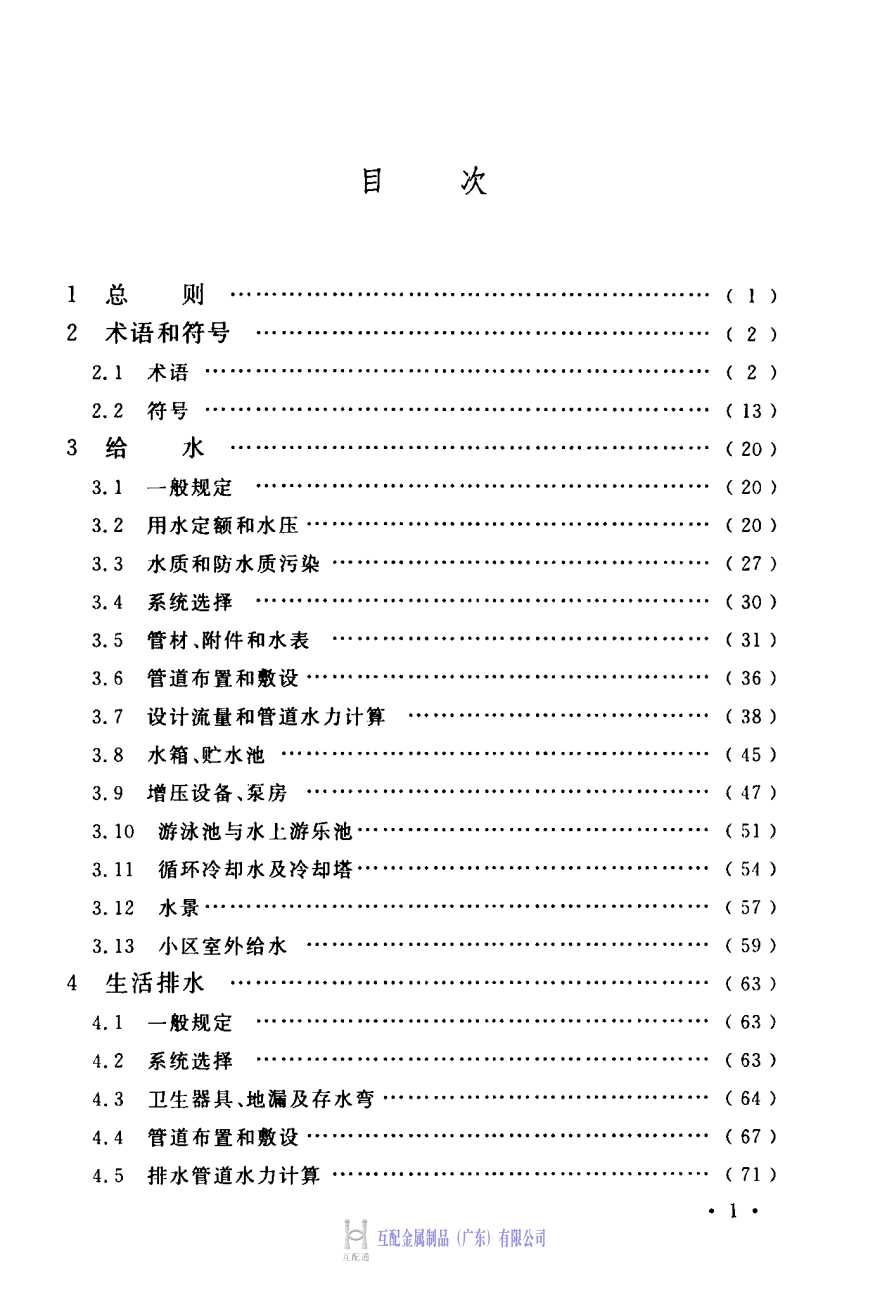 目 次
1 总 则 …………………………………………… ( 1 )
2 术语和符号 …………………………………………… ( 2 )
2.1 术语 …………………………………………… ( 2 )
2.2 符号 …………………………………………… ( 13 )
3 给 水 …………………………………………… ( 20 )
3.1 一般规定 …………………………………………… ( 20 )
3.2 用水定额和水压 …………………………………………… ( 20 )
3.3 水质和防水质污染 …………………………………………… ( 27 )
3.4 系统选择 …………………………………………… ( 30 )
3.5 管材、附件和水表 …………………………………………… ( 31 )
3.6 管道布置和敷设 …………………………………………… ( 36 )
3.7 设计流量和管道水力计算 …………………………………………… ( 38 )
3.8 水箱、贮水池 …………………………………………… ( 45 )
3.9 增压设备、泵房 …………………………………………… ( 47 )
3.10 游泳池与水上游乐池 …………………………………………… ( 51 )
3.11 循环冷却水及冷却塔 …………………………………………… ( 54 )
3.12 水景 …………………………………………… ( 57 )
3.13 小区室外给水 …………………………………………… ( 59 )
4 生活排水 …………………………………………… ( 63 )
4.1 一般规定 …………………………………………… ( 63 )
4.2 系统选择 …………………………………………… ( 63 )
4.3 卫生器具、地漏及存水弯 …………………………………………… ( 64 )
4.4 管道布置和敷设 …………………………………………… ( 67 )
4.5 排水管道水力计算 …………………………………………… ( 71 )
· 1 ·
互配金属制品（广东）有限公司
互配通